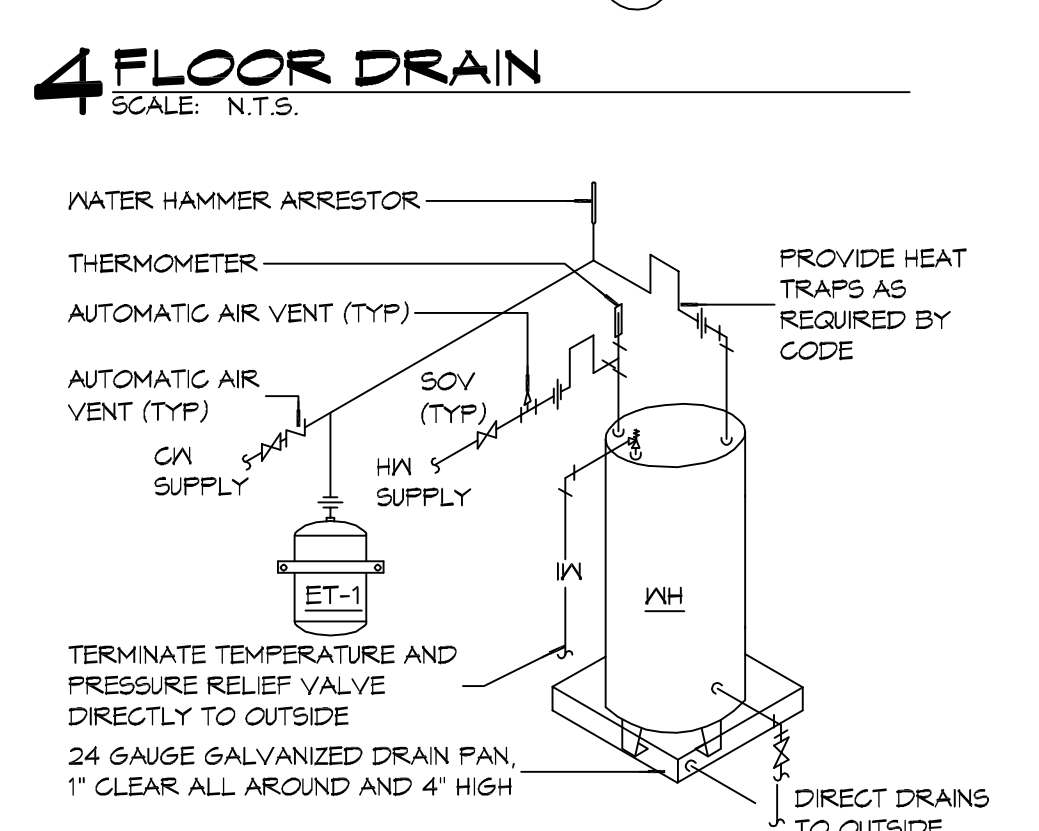 4 FLOOR DRAIN
SCALE: N.T.S.
WATER HAMMER ARRESTOR
THERMOMETER
AUTOMATIC AIR VENT (TYP)
AUTOMATIC AIR
VENT (TYP)
CW
SUPPLY
SOV
(TYP)
HW
SUPPLY
PROVIDE HEAT
TRAPS AS
REQUIRED BY
CODE
IW
ET-1
WH
TERMINATE TEMPERATURE AND
PRESSURE RELIEF VALVE
DIRECTLY TO OUTSIDE
24 GAUGE GALVANIZED DRAIN PAN,
1" CLEAR ALL AROUND AND 4" HIGH
DIRECT DRAINS
TO OUTSIDE